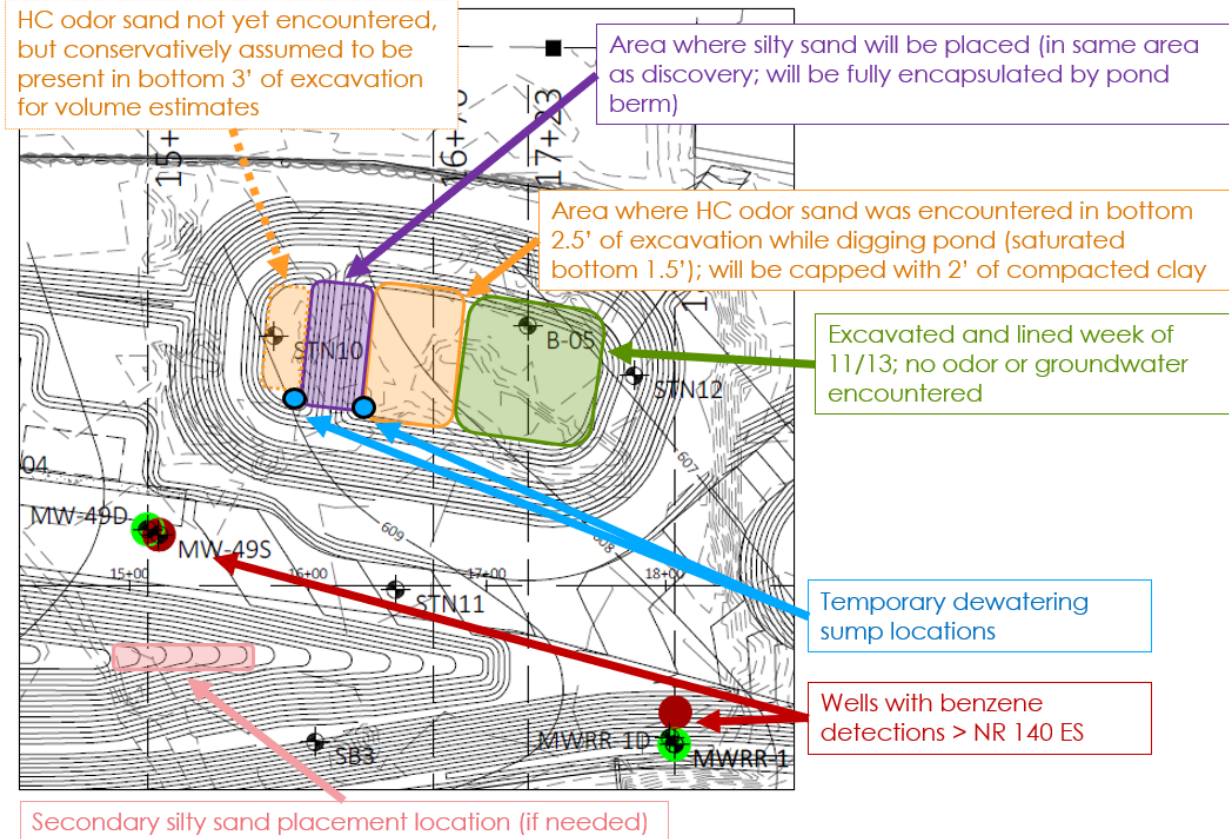 HC odor sand not yet encountered,
but conservatively assumed to be
present in bottom 3' of excavation
for volume estimates
Area where silty sand will be placed (in same area
as discovery; will be fully encapsulated by pond
berm)
15+
17+23
Area where HC odor sand was encountered in bottom
2.5' of excavation while digging pond (saturated
bottom 1.5'); will be capped with 2' of compacted clay
STN10
B-05
STN12
Excavated and lined week of
11/13; no odor or groundwater
encountered
607
04
MW-49D
MW-49S
609
608
15+00
16+00
17+00
18+00
STN11
Temporary dewatering
sump locations
Wells with benzene
detections > NR 140 ES
SB3
MWRR-1D
MWRR-1
Secondary silty sand placement location (if needed)